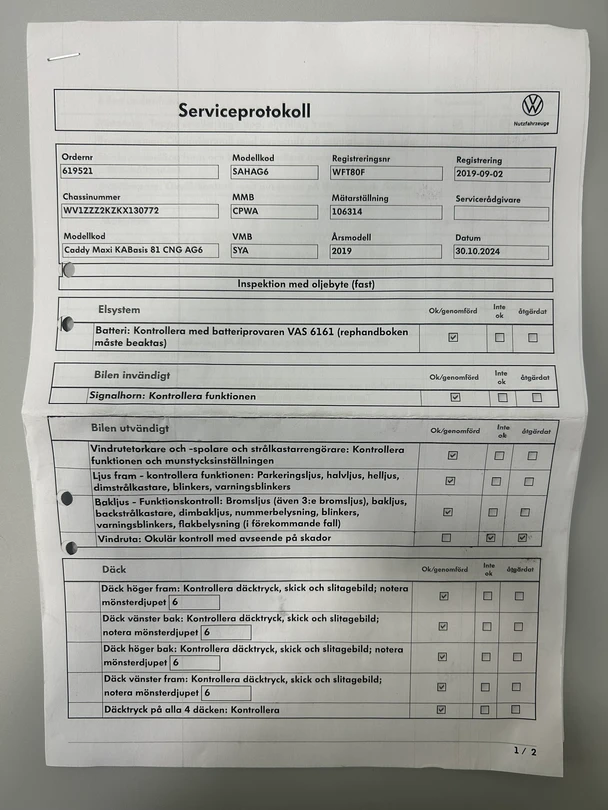 Serviceprotokoll
Nutzfahrzeuge
Ordernr
619521
Modellkod
SAHAG6
Registreringsnr
WFT80F
Registrering
2019-09-02
Chassinummer
WV1ZZZ2KZKX130772
MMB
CPWA
Mätarställning
106314
Servicerådgivare
Modellkod
Caddy Maxi KABasis 81 CNG AG6
VMB
SYA
Årsmodell
2019
Datum
30.10.2024
Inspektion med oljebyte (fast)
Elsystem
Ok/genomförd
Inte
ok
åtgärdat
Batteri: Kontrollera med batteriprovaren VAS 6161 (rephandboken
måste beaktas)
Bilen invändigt
Ok/genomförd
Inte
ok
åtgärdat
Signalhorn: Kontrollera funktionen
Bilen utvändigt
Ok/genomförd
Inte
ok
åtgärdat
Vindrutetorkare och -spolare och strålkastarrengörare: Kontrollera
funktionen och munstycksinställningen
Ljus fram - kontrollera funktionen: Parkeringsljus, halvljus, helljus,
dimstrålkastare, blinkers, varningsblinkers
Bakljus - Funktionskontroll: Bromsljus (även 3:e bromsljus), bakljus,
backstrålkastare, dimbakljus, nummerbelysning, blinkers,
varningsblinkers, flakbelysning (i förekommande fall)
Vindruta: Okulär kontroll med avseende på skador
Däck
Ok/genomförd
Inte
ok
åtgärdat
Däck höger fram: Kontrollera däcktryck, skick och slitagebild; notera
mönsterdjupet 6
Däck vänster bak: Kontrollera däcktryck, skick och slitagebild;
notera mönsterdjupet 6
Däck höger bak: Kontrollera däcktryck, skick och slitagebild; notera
mönsterdjupet 6
Däck vänster fram: Kontrollera däcktryck, skick och slitagebild;
notera mönsterdjupet 6
Däcktryck på alla 4 däcken: Kontrollera
1 / 2